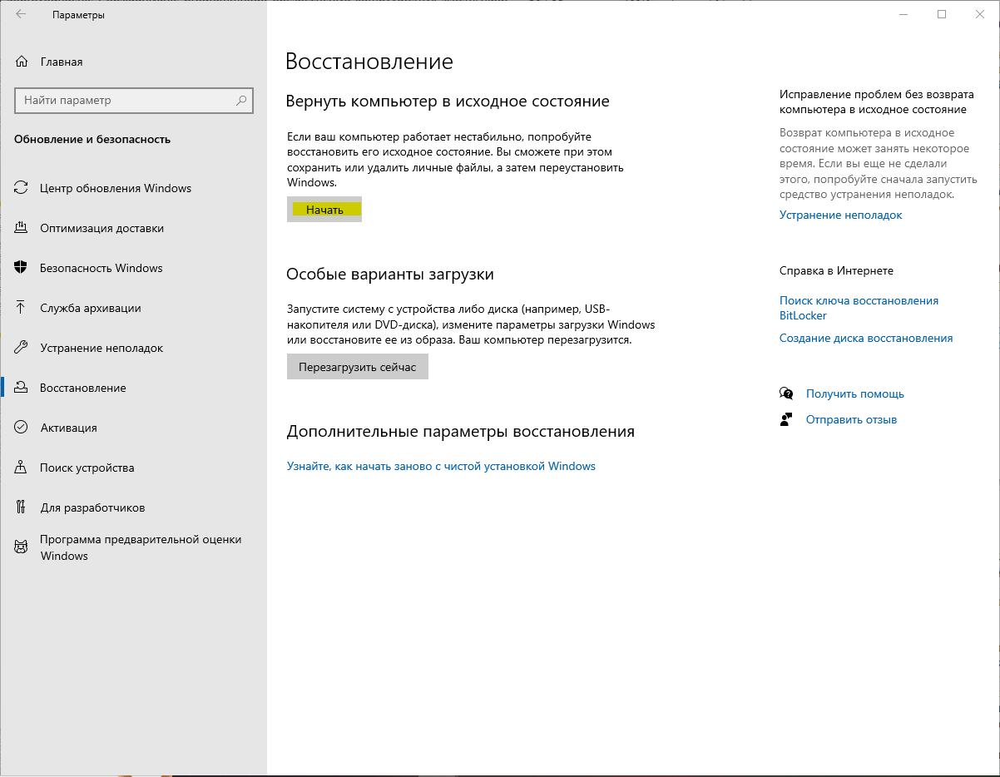 Параметры
Главная
Найти параметр
Обновление и безопасность
Центр обновления Windows
Оптимизация доставки
Безопасность Windows
Служба архивации
Устранение неполадок
Восстановление
Активация
Поиск устройства
Для разработчиков
Программа предварительной оценки
Windows
Восстановление
Вернуть компьютер в исходное состояние
Если ваш компьютер работает нестабильно, попробуйте
восстановить его исходное состояние. Вы сможете при этом
сохранить или удалить личные файлы, а затем переустановить
Windows.
Начать
Особые варианты загрузки
Запустите систему с устройства либо диска (например, USB-
накопителя или DVD-диска), измените параметры загрузки Windows
или восстановите ее из образа. Ваш компьютер перезагрузится.
Перезагрузить сейчас
Дополнительные параметры восстановления
Узнайте, как начать заново с чистой установкой Windows
Исправление проблем без возврата
компьютера в исходное состояние
Возврат компьютера в исходное
состояние может занять некоторое
время. Если вы еще не сделали
этого, попробуйте сначала запустить
средство устранения неполадок.
Устранение неполадок
Справка в Интернете
Поиск ключа восстановления
BitLocker
Создание диска восстановления
Получить помощь
Отправить отзыв